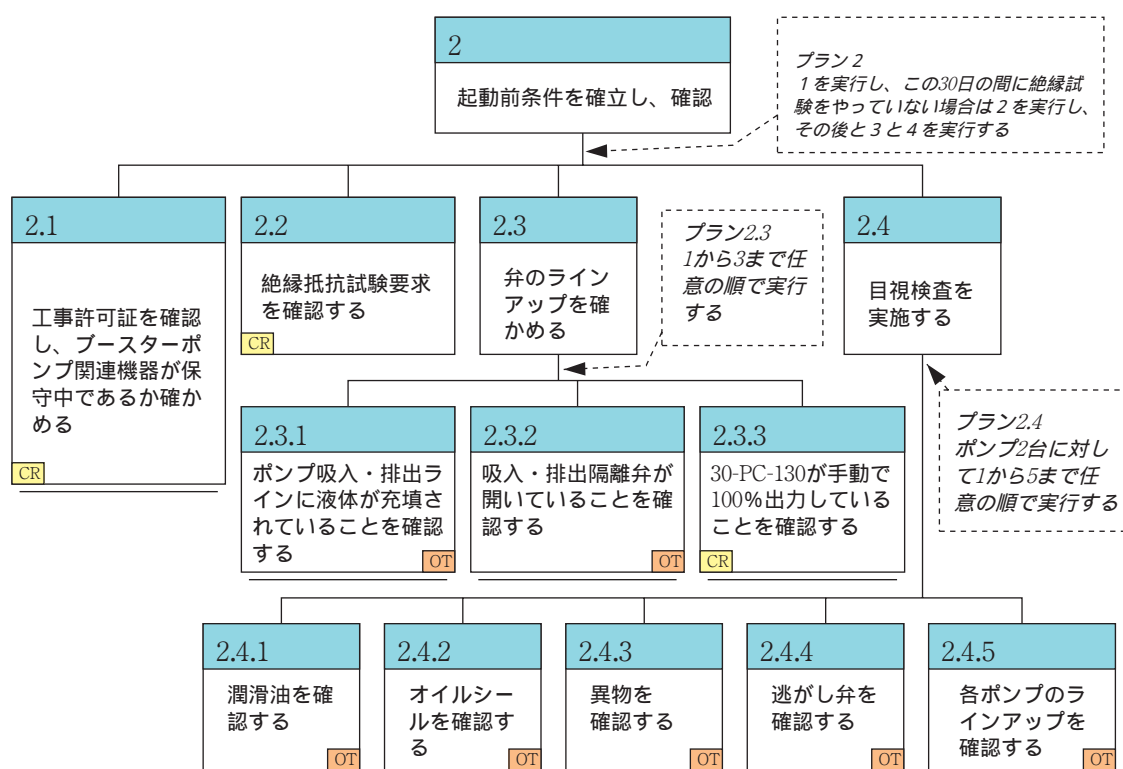 2
起動前条件を確立し、確認
プラン2
1を実行し、この30日の間に絶縁試
験をやっていない場合は2を実行し、
その後と3と4を実行する
2.1
工事許可証を確認
し、ブースターポ
ンプ関連機器が保
守中であるか確か
める
CR
2.2
絶縁抵抗試験要求
を確認する
CR
2.3
弁のライン
アップを確
かめる
プラン2.3
1から3まで任
意の順で実行
する
2.4
目視検査を
実施する
プラン2.4
ポンプ2台に対し
て1から5まで任
意の順で実行する
2.3.1
ポンプ吸入・排出ラ
インに液体が充填さ
れていることを確認
する
OT
2.3.2
吸入・排出隔離弁が
開いていることを確
認する
OT
2.3.3
30-PC-130が手動で
100%出力している
ことを確認する
CR
2.4.1
潤滑油を確
認する
OT
2.4.2
オイルシー
ルを確認す
る
OT
2.4.3
異物を
確認する
OT
2.4.4
逃がし弁を
確認する
OT
2.4.5
各ポンプのラ
インアップを
確認する
OT